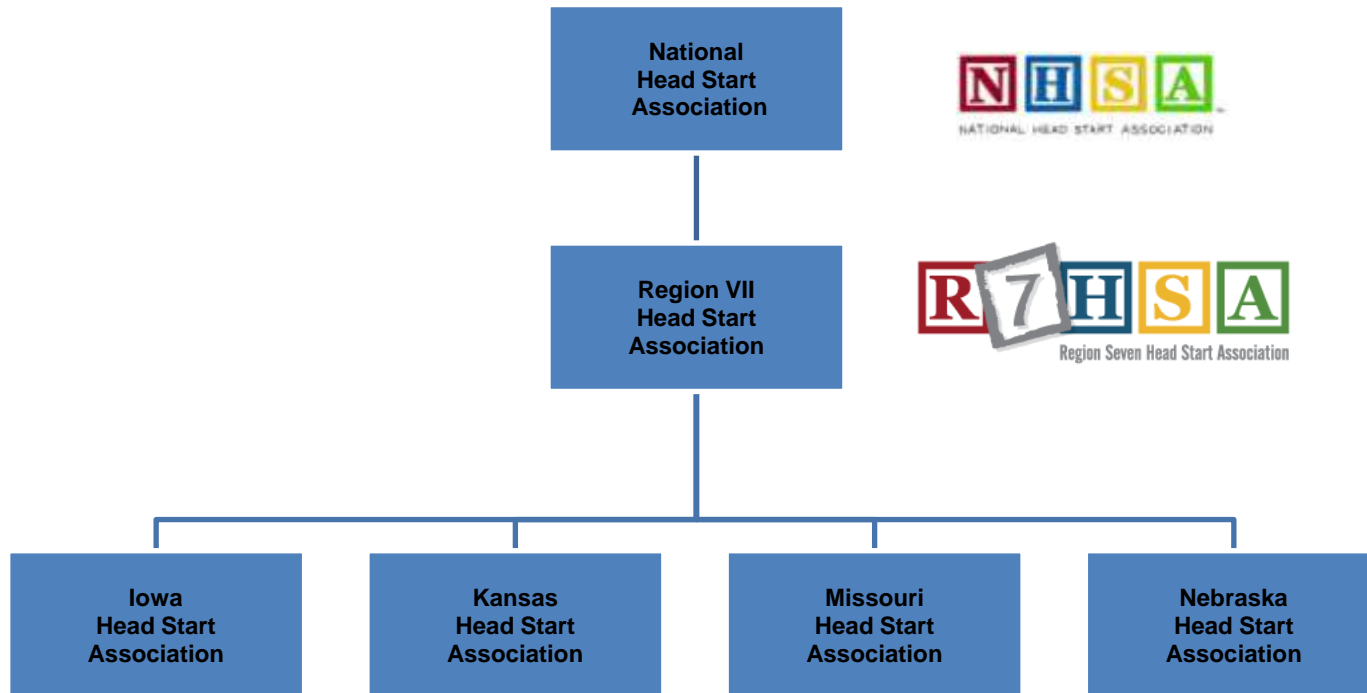 National
Head Start
Association
NHSA
NATIONAL HEAD START ASSOCIATION
Region VII
Head Start
Association
R7HSA
Region Seven Head Start Association
Iowa
Head Start
Association
Kansas
Head Start
Association
Missouri
Head Start
Association
Nebraska
Head Start
Association